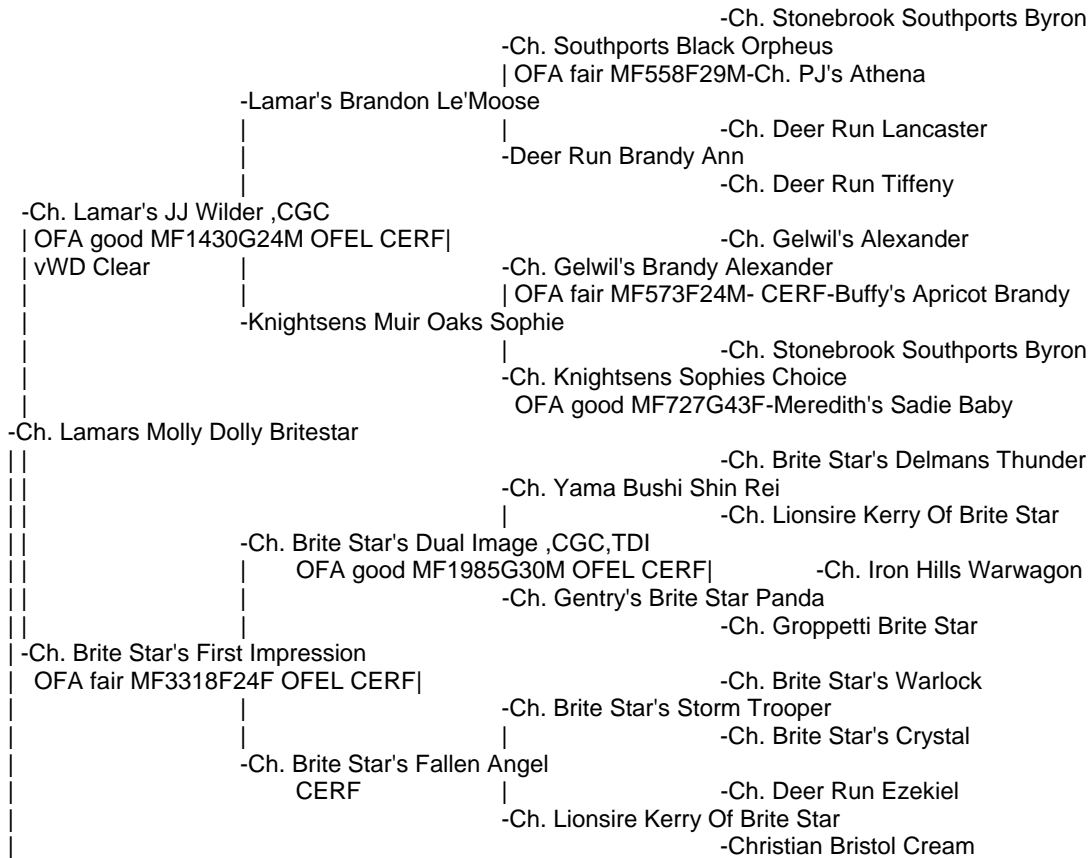 -Ch. Stonebrook Southports Byron
-Ch. Southports Black Orpheus
| OFA fair MF558F29M-Ch. PJ's Athena
-Lamar's Brandon Le'Moose
| | -Ch. Deer Run Lancaster
| -Deer Run Brandy Ann
| -Ch. Deer Run Tiffeny
-Ch. Lamar's JJ Wilder ,CGC
| OFA good MF1430G24M OFEL CERF| -Ch. Gelwil's Alexander
| vWD Clear | -Ch. Gelwil's Brandy Alexander
| | | OFA fair MF573F24M- CERF-Buffy's Apricot Brandy
| -Knightsens Muir Oaks Sophie
| | -Ch. Stonebrook Southports Byron
| -Ch. Knightsens Sophies Choice
| OFA good MF727G43F-Meredith's Sadie Baby
-Ch. Lamars Molly Dolly Britestar
| | -Ch. Brite Star's Delmans Thunder
| | -Ch. Yama Bushi Shin Rei
| | | -Ch. Lionsire Kerry Of Brite Star
| | -Ch. Brite Star's Dual Image ,CGC,TDI
| | | OFA good MF1985G30M OFEL CERF| -Ch. Iron Hills Warwagon
| | | -Ch. Gentry's Brite Star Panda
| | | -Ch. Groppetti Brite Star
| -Ch. Brite Star's First Impression
| OFA fair MF3318F24F OFEL CERF| -Ch. Brite Star's Warlock
| | -Ch. Brite Star's Storm Trooper
| | | -Ch. Brite Star's Crystal
| -Ch. Brite Star's Fallen Angel
| CERF | -Ch. Deer Run Ezekiel
| -Ch. Lionsire Kerry Of Brite Star
| -Christian Bristol Cream